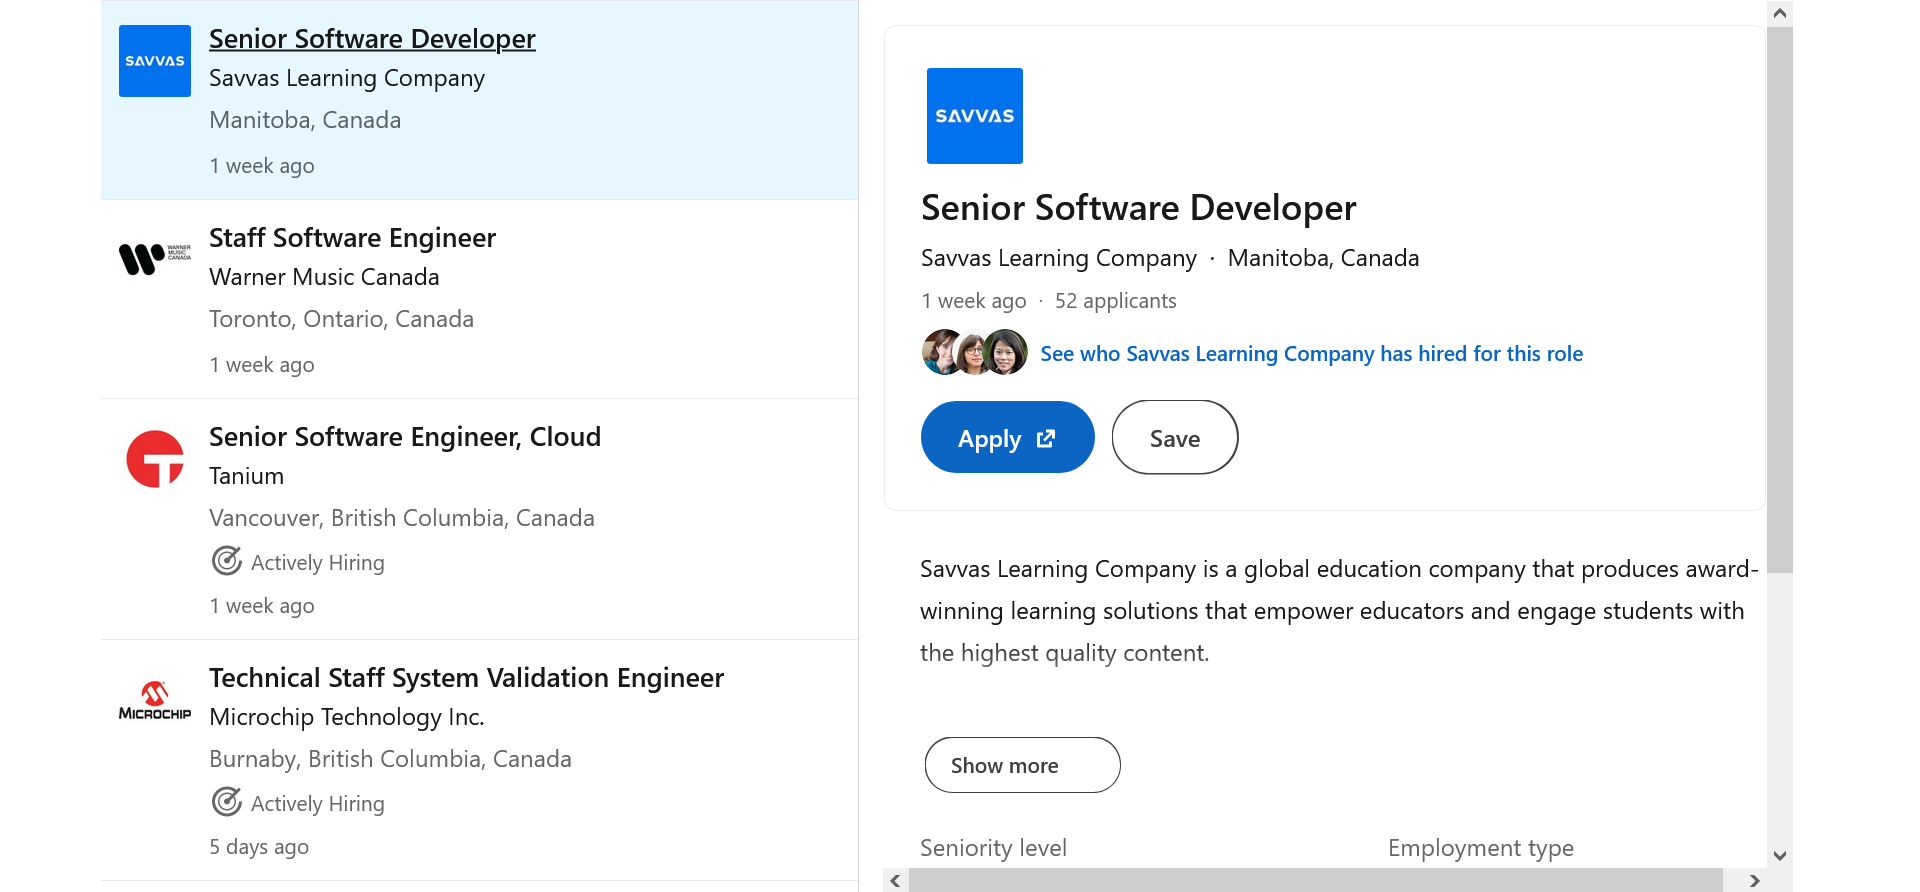 SAVVAS
Senior Software Developer
Savvas Learning Company
Manitoba, Canada
1 week ago
WARNER
MUSIC
CANADA
Staff Software Engineer
Warner Music Canada
Toronto, Ontario, Canada
1 week ago
Senior Software Engineer, Cloud
Tanium
Vancouver, British Columbia, Canada
Actively Hiring
1 week ago
MICROCHIP
Technical Staff System Validation Engineer
Microchip Technology Inc.
Burnaby, British Columbia, Canada
Actively Hiring
5 days ago
SAVVAS
Senior Software Developer
Savvas Learning Company · Manitoba, Canada
1 week ago · 52 applicants
See who Savvas Learning Company has hired for this role
Apply
Save
Savvas Learning Company is a global education company that produces award-
winning learning solutions that empower educators and engage students with
the highest quality content.
Show more
Seniority level
Employment type